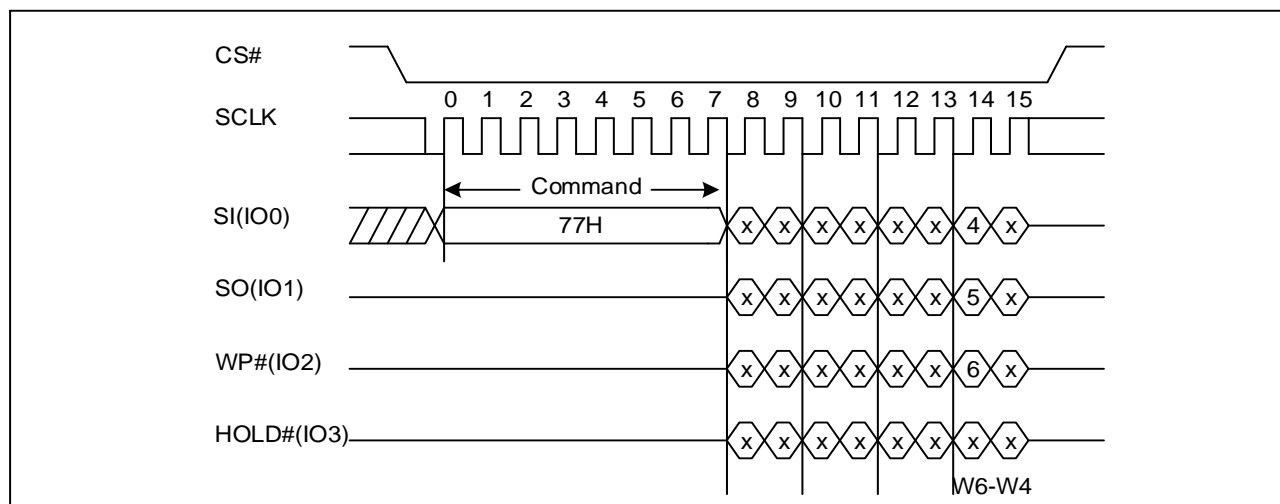 CS#
0 1 2 3 4 5 6 7 8 9 10 11 12 13 14 15
SCLK
Command
SI(IO0) 77H x x x x x x 4 x
SO(IO1) x x x x x x 5 x
WP#(IO2) x x x x x x 6 x
HOLD#(IO3) x x x x x x x x
W6-W4